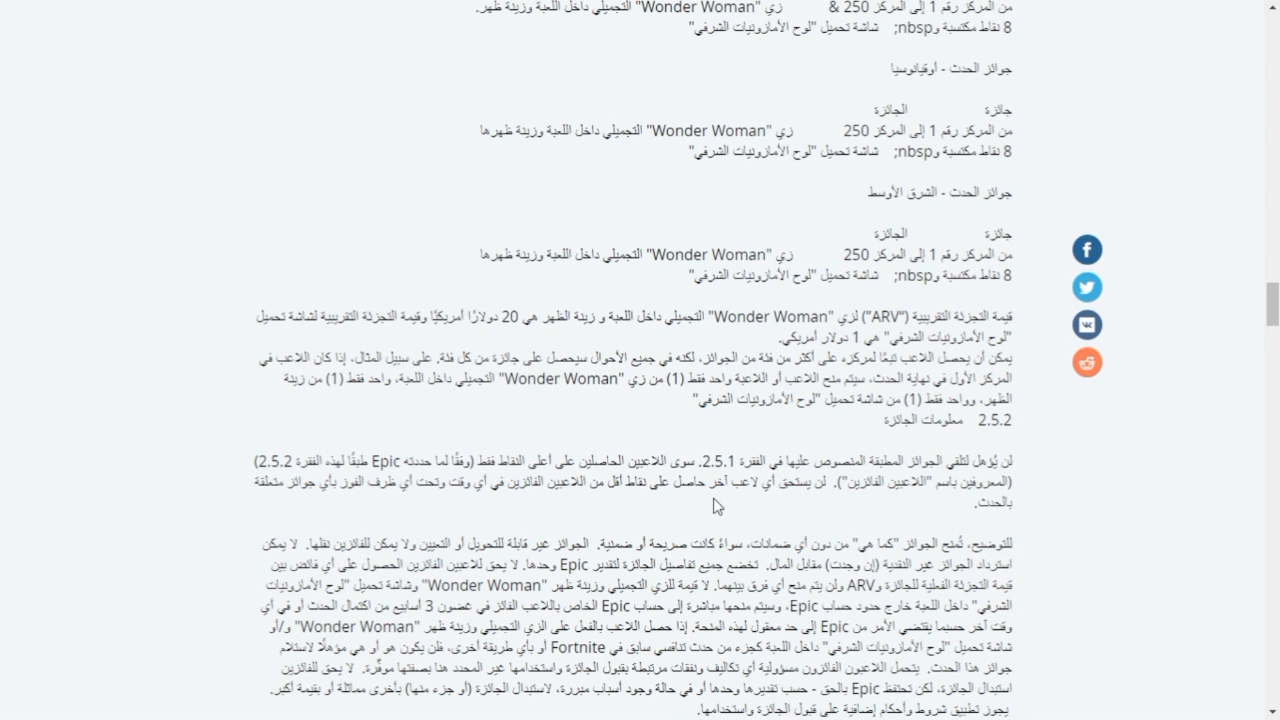 من المركز رقم 1 إلى المركز 250 & زي "Wonder Woman" التجميلي داخل اللعبة وزينة ظهر.
8 نقاط مكتسبة وnbsp; شاشة تحميل "لوح الأمازونيات الشرفي"
جوائز الحدث - أوقيانوسيا
جائزة الجائزة
من المركز رقم 1 إلى المركز 250 زي "Wonder Woman" التجميلي داخل اللعبة وزينة ظهرها
8 نقاط مكتسبة وnbsp; شاشة تحميل "لوح الأمازونيات الشرفي"
جوائز الحدث - الشرق الأوسط
جائزة الجائزة
من المركز رقم 1 إلى المركز 250 زي "Wonder Woman" التجميلي داخل اللعبة وزينة ظهرها
8 نقاط مكتسبة وnbsp; شاشة تحميل "لوح الأمازونيات الشرفي"
قيمة التجزئة التقريبية (“ARV”) لزي "Wonder Woman" التجميلي داخل اللعبة و زينة الظهر هي 20 دولارًا أمريكيًا وقيمة التجزئة التقريبية لشاشة تحميل
"لوح الأمازونيات الشرفي" هي 1 دولار أمريكي.
يمكن أن يحصل اللاعب تبعًا لمركزه على أكثر من فئة من الجوائز، لكنه في جميع الأحوال سيحصل على جائزة من كل فئة. على سبيل المثال، إذا كان اللاعب في
المركز الأول في نهاية الحدث، سيتم منح اللاعب أو اللاعبة واحد فقط (1) من زي "Wonder Woman" التجميلي داخل اللعبة، واحد فقط (1) من زينة
الظهر، وواحد فقط (1) من شاشة تحميل "لوح الأمازونيات الشرفي"
2.5.2 معلومات الجائزة
لن يُؤهل لتلقي الجوائز المطبقة المنصوص عليها في الفقرة 2.5.1. سوى اللاعبين الحاصلين على أعلى النقاط فقط (وفقًا لما حددته Epic طبقًا لهذه الفقرة 2.5.2)
(المعروفين باسم "اللاعبين الفائزين"). لن يستحق أي لاعب آخر حاصل على نقاط أقل من اللاعبين الفائزين في أي وقت وتحت أي ظرف الفوز بأي جوائز متعلقة
بالحدث.
للتوضيح، تُمنح الجوائز "كما هي" من دون أي ضمانات، سواءً كانت صريحة أو ضمنية. الجوائز غير قابلة للتحويل أو التعيين ولا يمكن للفائزين نقلها. لا يمكن
استرداد الجوائز غير النقدية (إن وجدت) مقابل المال. تخضع جميع تفاصيل الجائزة لتقدير Epic وحدها. لا يحق للاعبين الفائزين الحصول على أي فائض بين
قيمة التجزئة الفعلية للجائزة وARV ولن يتم منح أي فرق بينهما. لا قيمة للزي التجميلي وزينة ظهر "Wonder Woman" وشاشة تحميل "لوح الأمازونيات
الشرفي" داخل اللعبة خارج حدود حساب Epic، وسيتم منحها مباشرة إلى حساب Epic الخاص باللاعب الفائز في غضون 3 أسابيع من اكتمال الحدث أو في أي
وقت آخر حسبما يقتضي الأمر من Epic إلى حد معقول لهذه المنحة. إذا حصل اللاعب بالفعل على الزي التجميلي وزينة ظهر "Wonder Woman" و/أو
شاشة تحميل "لوح الأمازونيات الشرفي" داخل اللعبة كجزء من حدث تنافسي سابق في Fortnite أو بأي طريقة أخرى، فلن يكون هو أو هي مؤهلًا لاستلام
جوائز هذا الحدث. يتحمل اللاعبون الفائزون مسؤولية أي تكاليف ونفقات مرتبطة بقبول الجائزة واستخدامها غير المحدد هنا بصفتها موفَّرة. لا يحق للفائزين
استبدال الجائزة، لكن تحتفظ Epic بالحق - حسب تقديرها وحدها أو في حالة وجود أسباب مبررة، لاستبدال الجائزة (أو جزء منها) بأخرى مماثلة أو بقيمة أكبر.
يجوز تطبيق شروط وأحكام إضافية على قبول الجائزة واستخدامها.